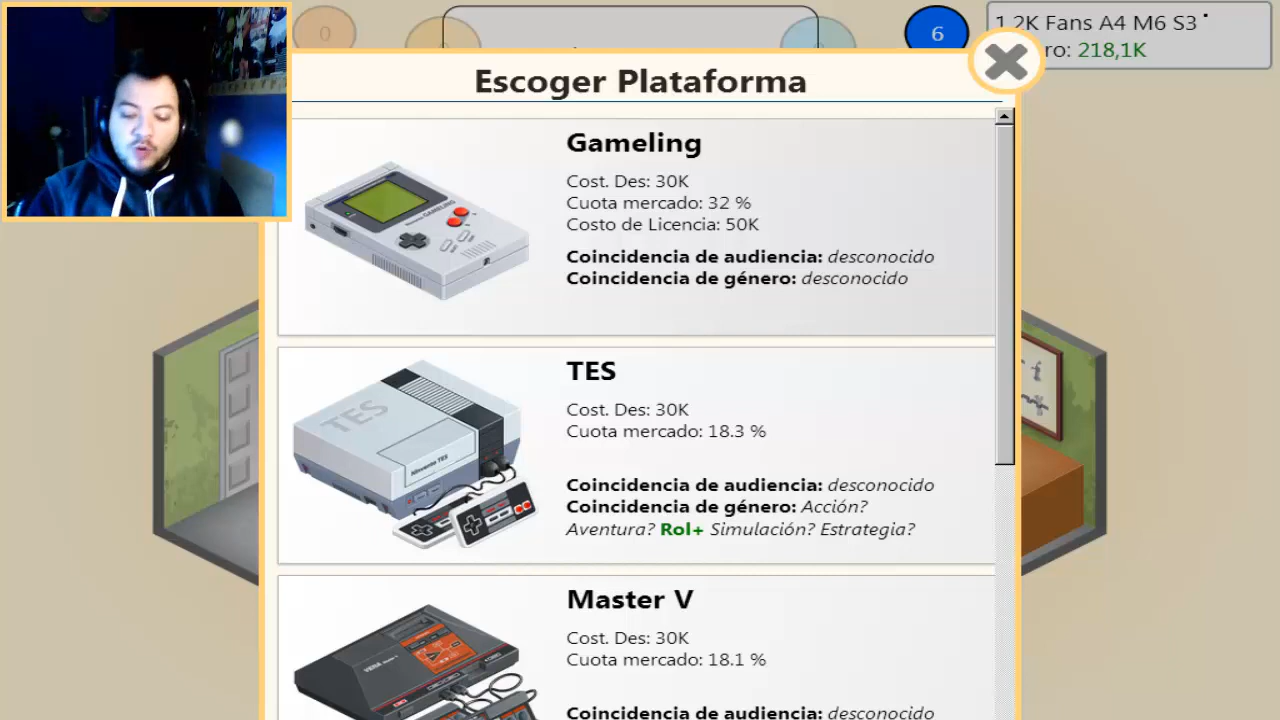 0
6
1.2K Fans A4 M6 S3
ro: 218,1K
Escoger Plataforma
Gameling
Cost. Des: 30K
Cuota mercado: 32 %
Costo de Licencia: 50K
Coincidencia de audiencia: desconocido
Coincidencia de género: desconocido
GAMELING
TES
Cost. Des: 30K
Cuota mercado: 18.3 %
Coincidencia de audiencia: desconocido
Coincidencia de género: Acción?
Aventura? Rol+ Simulación? Estrategia?
TES
Ninvento TES
Master V
Cost. Des: 30K
Cuota mercado: 18.1 %
Coincidencia de audiencia: desconocido